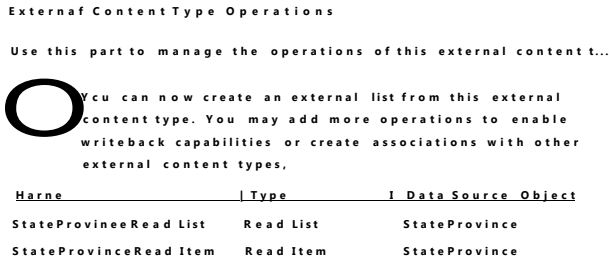 Externaf Content Type Operations
Use this part to manage the operations of this external content t...
O Ycu can now create an external list from this external
content type. You may add more operations to enable
writeback capabilities or create associations with other
external content types,
Harne | Type I Data Source Object
StateProvineeRead List Read List StateProvince
StateProvinceRead Item Read Item StateProvince